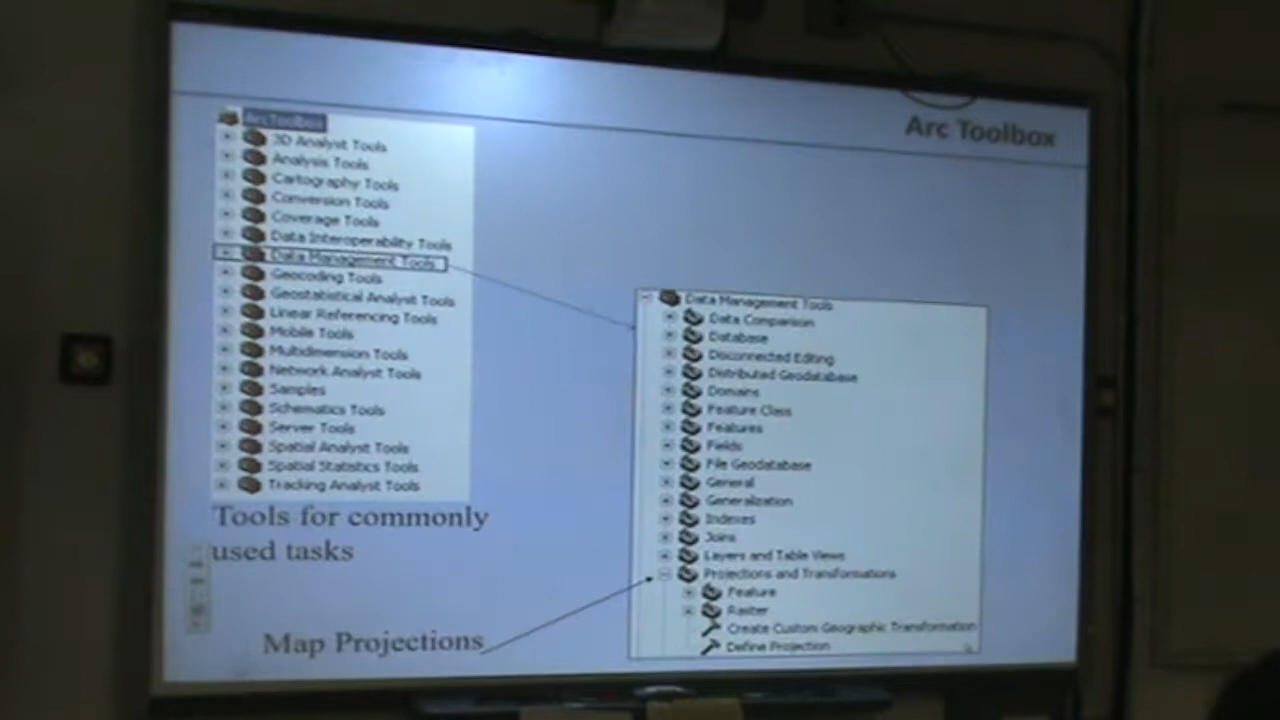 Arc Toolbox
ArcToolbox
3D Analyst Tools
Analysis Tools
Cartography Tools
Conversion Tools
Coverage Tools
Data Interoperability Tools
Data Management Tools
Geocoding Tools
Geostatistical Analyst Tools
Linear Referencing Tools
Mobile Tools
Multidimension Tools
Network Analyst Tools
Samples
Schematics Tools
Server Tools
Spatial Analyst Tools
Spatial Statistics Tools
Tracking Analyst Tools
Tools for commonly
used tasks
Map Projections
Data Management Tools
Data Comparison
Database
Disconnected Editing
Distributed Geodatabase
Domains
Feature Class
Features
Fields
File Geodatabase
General
Generalization
Indexes
Joins
Layers and Table Views
Projections and Transformations
Feature
Raster
Create Custom Geographic Transformation
Define Projection